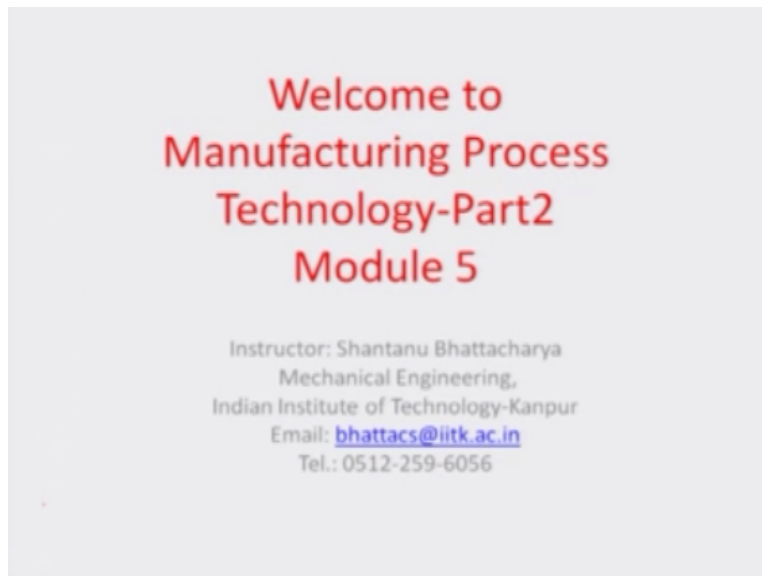 Welcome to
Manufacturing Process
Technology-Part2
Module 5
Instructor: Shantanu Bhattacharya
Mechanical Engineering,
Indian Institute of Technology-Kanpur
Email: bhattacs@iitk.ac.in
Tel.: 0512-259-6056